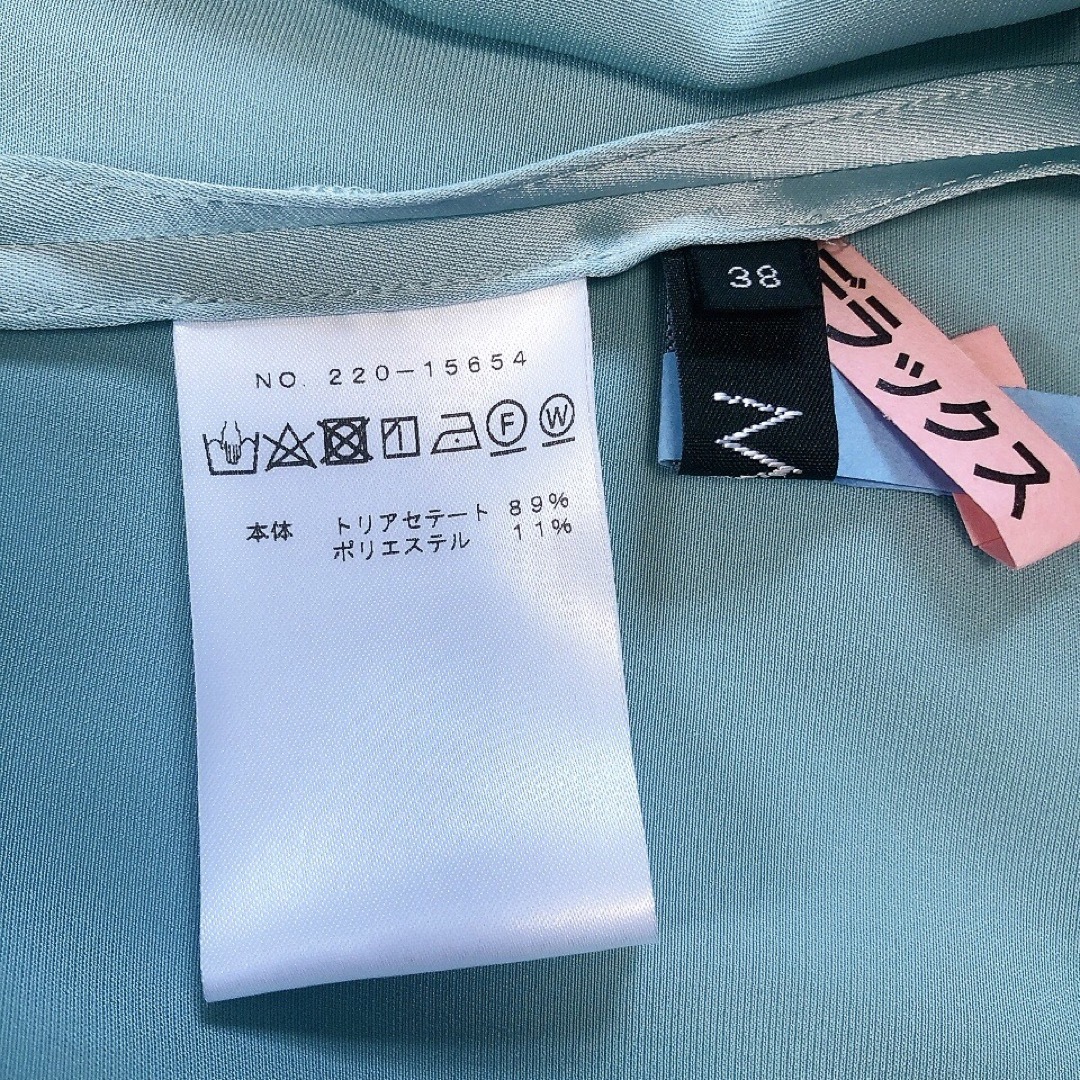 NO. 220-15654
F W
本体 トリアセテート 89%
ポリエステル 11%
38
デラックス